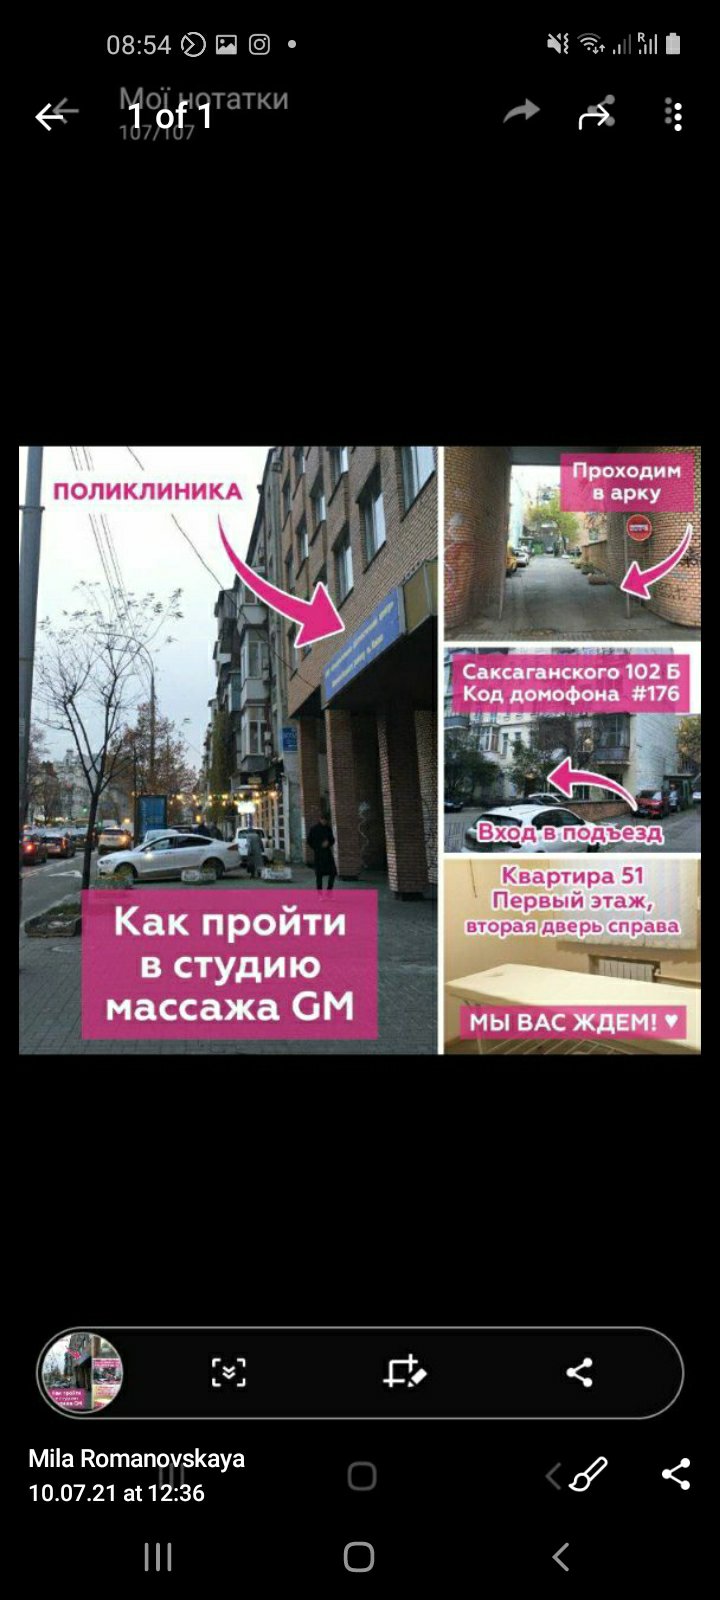 08:54
Мої нотатки
1 of 1
107/107
ПОЛИКЛИНИКА
Как пройти
в студию
массажа GM
Проходим
в арку
Саксаганского 102 Б
Код домофона #176
Вход в подъезд
Квартира 51
Первый этаж,
вторая дверь справа
МЫ ВАС ЖДЕМ! ♥
Mila Romanovskaya
10.07.21 at 12:36